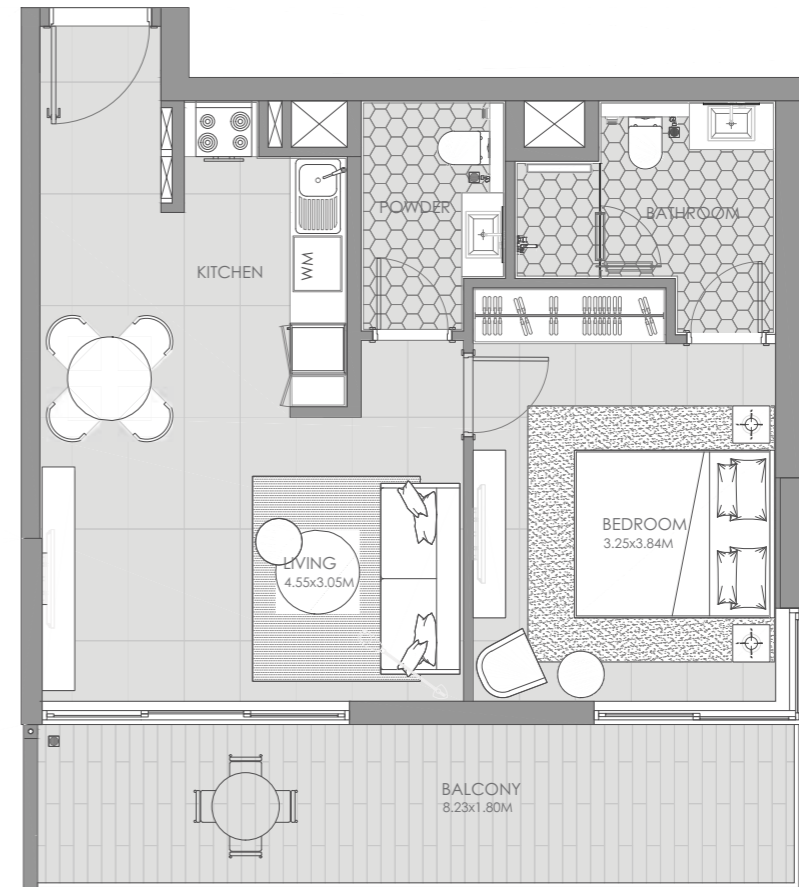 POWDER
BATHROOM
KITCHEN
WM
BEDROOM
3.25x3.84M
LIVING
4.55x3.05M
BALCONY
8.23x1.80M